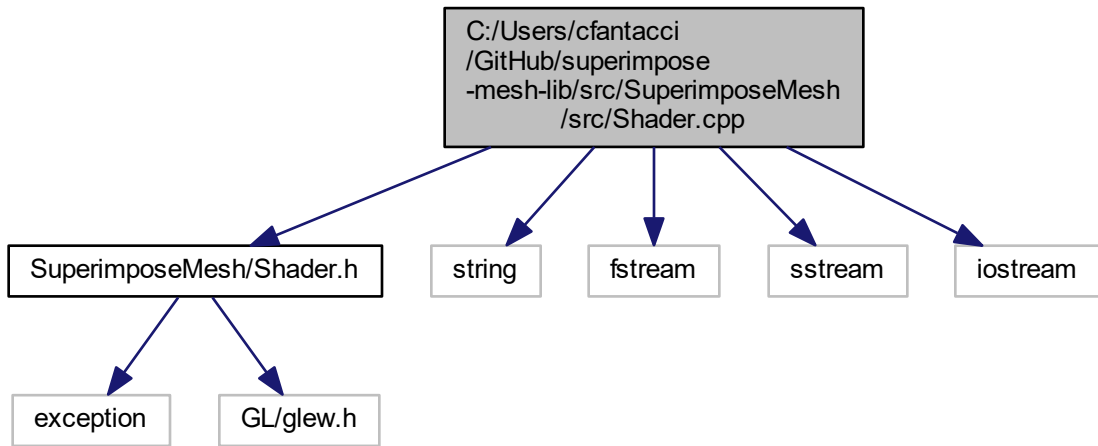 C:/Users/cfantacci
/GitHub/superimpose
-mesh-lib/src/SuperimposeMesh
/src/Shader.cpp
SuperimposeMesh/Shader.h
string
fstream
sstream
iostream
exception
GL/glew.h